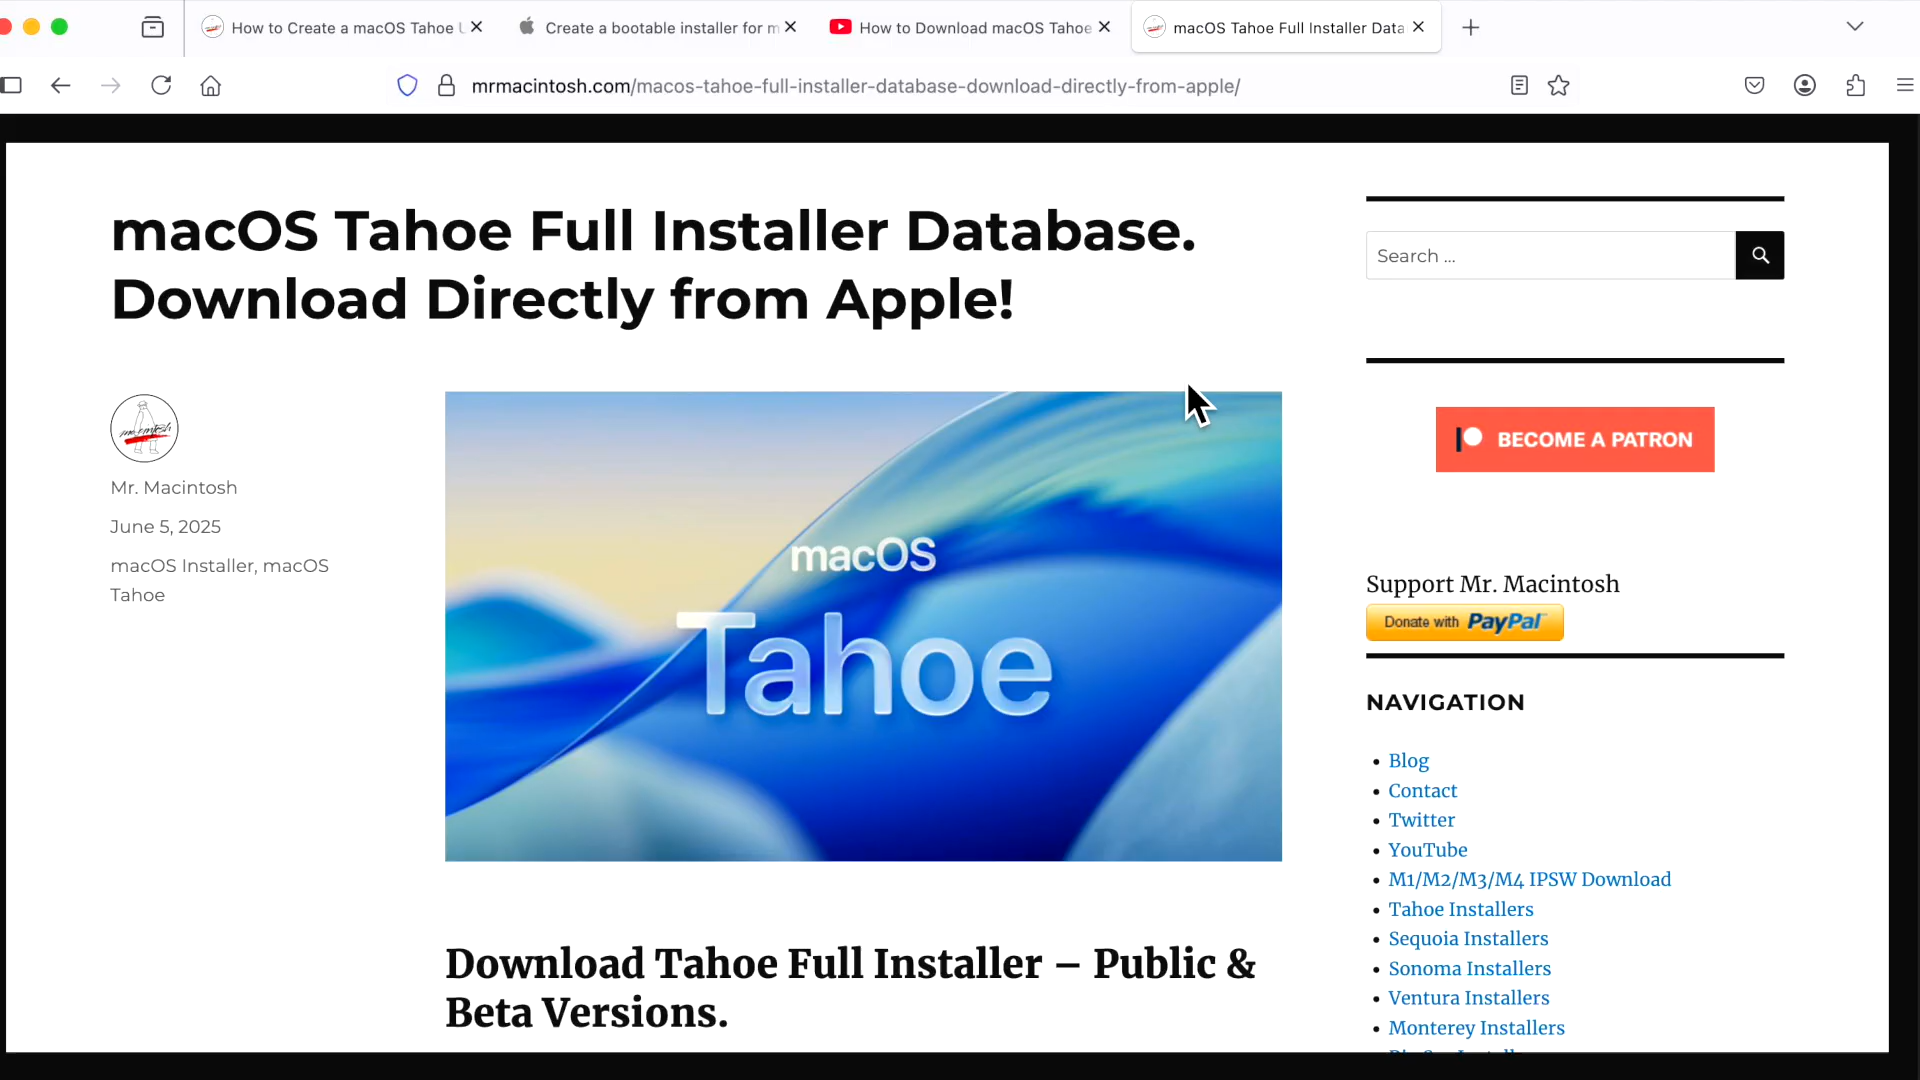 How to Create a macOS Tahoe U
Create a bootable installer for m
How to Download macOS Tahoe
macOS Tahoe Full Installer Data
mrmacintosh.com/macos-tahoe-full-installer-database-download-directly-from-apple/
macOS Tahoe Full Installer Database.
Download Directly from Apple!
Search ...
BECOME A PATRON
Mr. Macintosh
June 5, 2025
macOS Installer, macOS
Tahoe
macOS
Tahoe
Support Mr. Macintosh
Donate with PayPal
NAVIGATION
Blog
Contact
Twitter
YouTube
M1/M2/M3/M4 IPSW Download
Tahoe Installers
Sequoia Installers
Sonoma Installers
Ventura Installers
Monterey Installers
Download Tahoe Full Installer – Public &
Beta Versions.